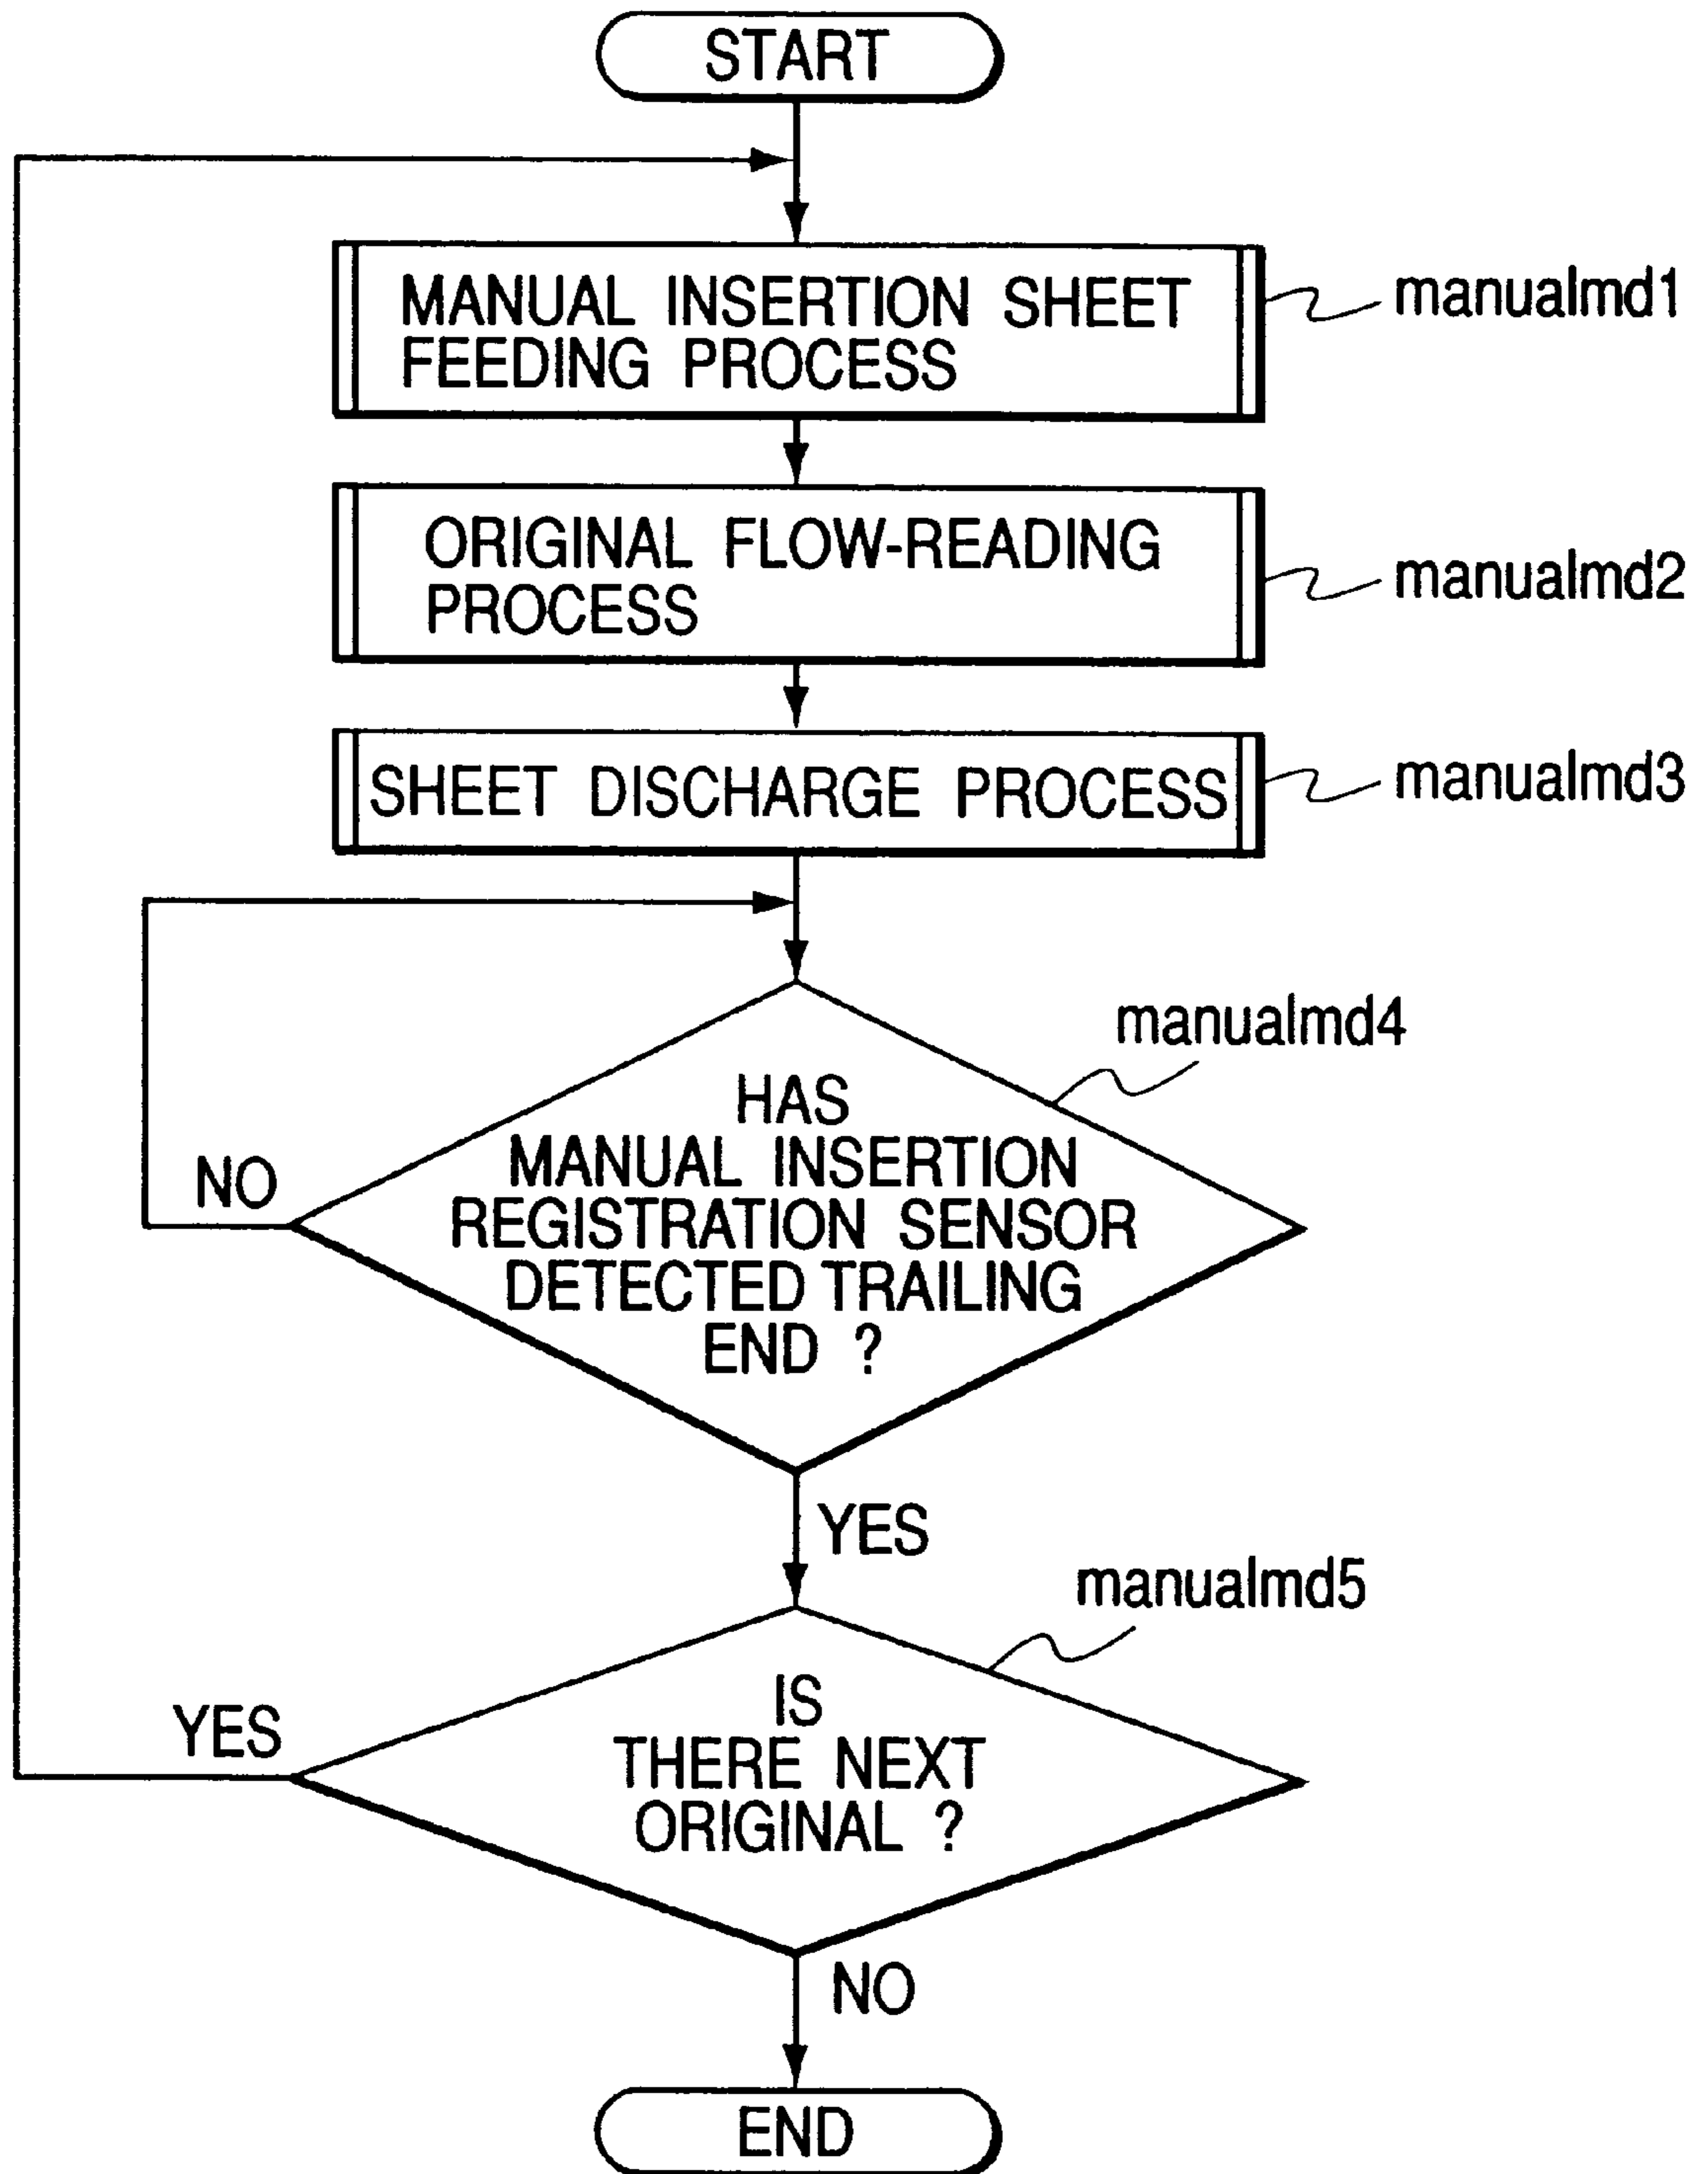 START
MANUAL INSERTION SHEET
FEEDING PROCESS
manualmd1
ORIGINAL FLOW-READING
PROCESS
manualmd2
SHEET DISCHARGE PROCESS
manualmd3
manualmd4
HAS
MANUAL INSERTION
REGISTRATION SENSOR
DETECTED TRAILING
END ?
NO
YES
manualmd5
IS
THERE NEXT
ORIGINAL ?
YES
NO
END